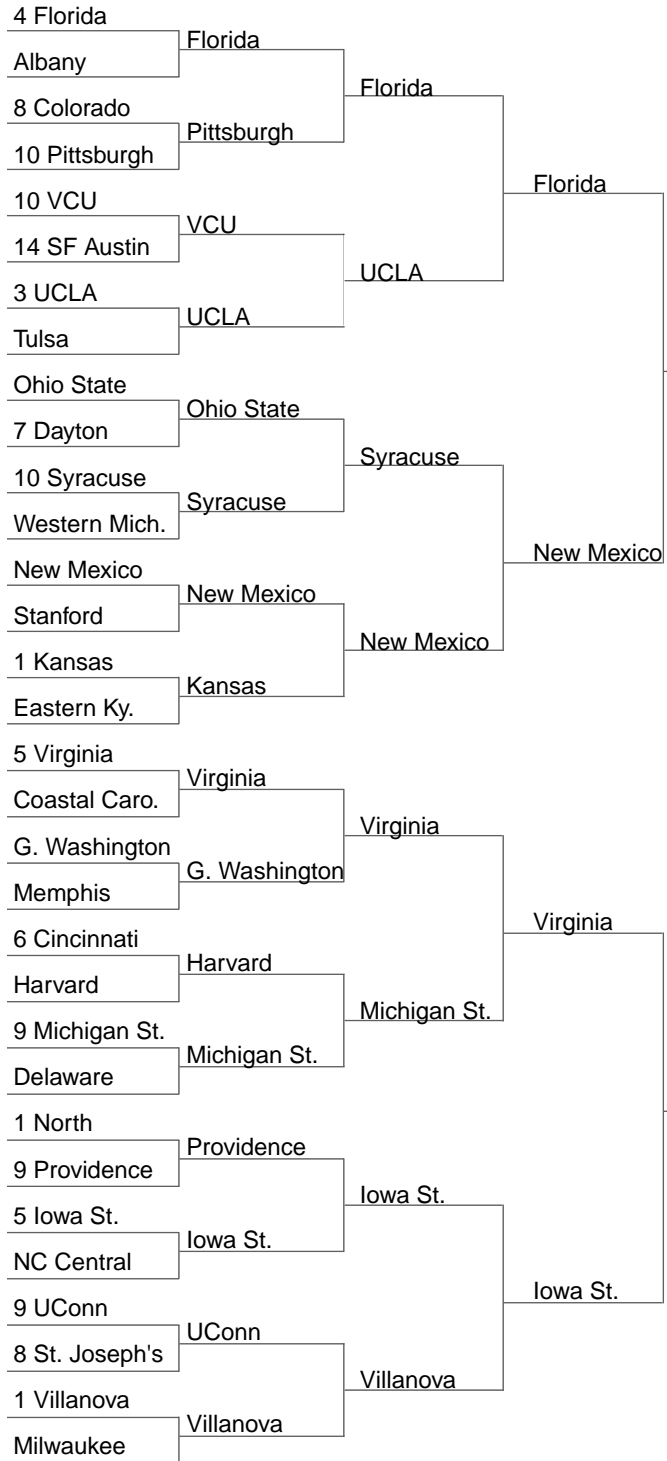 4 Florida
Albany
8 Colorado
10 Pittsburgh
10 VCU
14 SF Austin
3 UCLA
Tulsa
Ohio State
7 Dayton
10 Syracuse
Western Mich.
New Mexico
Stanford
1 Kansas
Eastern Ky.
5 Virginia
Coastal Caro.
G. Washington
Memphis
6 Cincinnati
Harvard
9 Michigan St.
Delaware
1 North
9 Providence
5 Iowa St.
NC Central
9 UConn
8 St. Joseph's
1 Villanova
Milwaukee
Florida
Pittsburgh
VCU
UCLA
Ohio State
Syracuse
New Mexico
Kansas
Virginia
G. Washington
Harvard
Michigan St.
Providence
Iowa St.
UConn
Villanova
Florida
UCLA
Syracuse
New Mexico
Virginia
Michigan St.
Iowa St.
Villanova
Florida
New Mexico
Virginia
Iowa St.